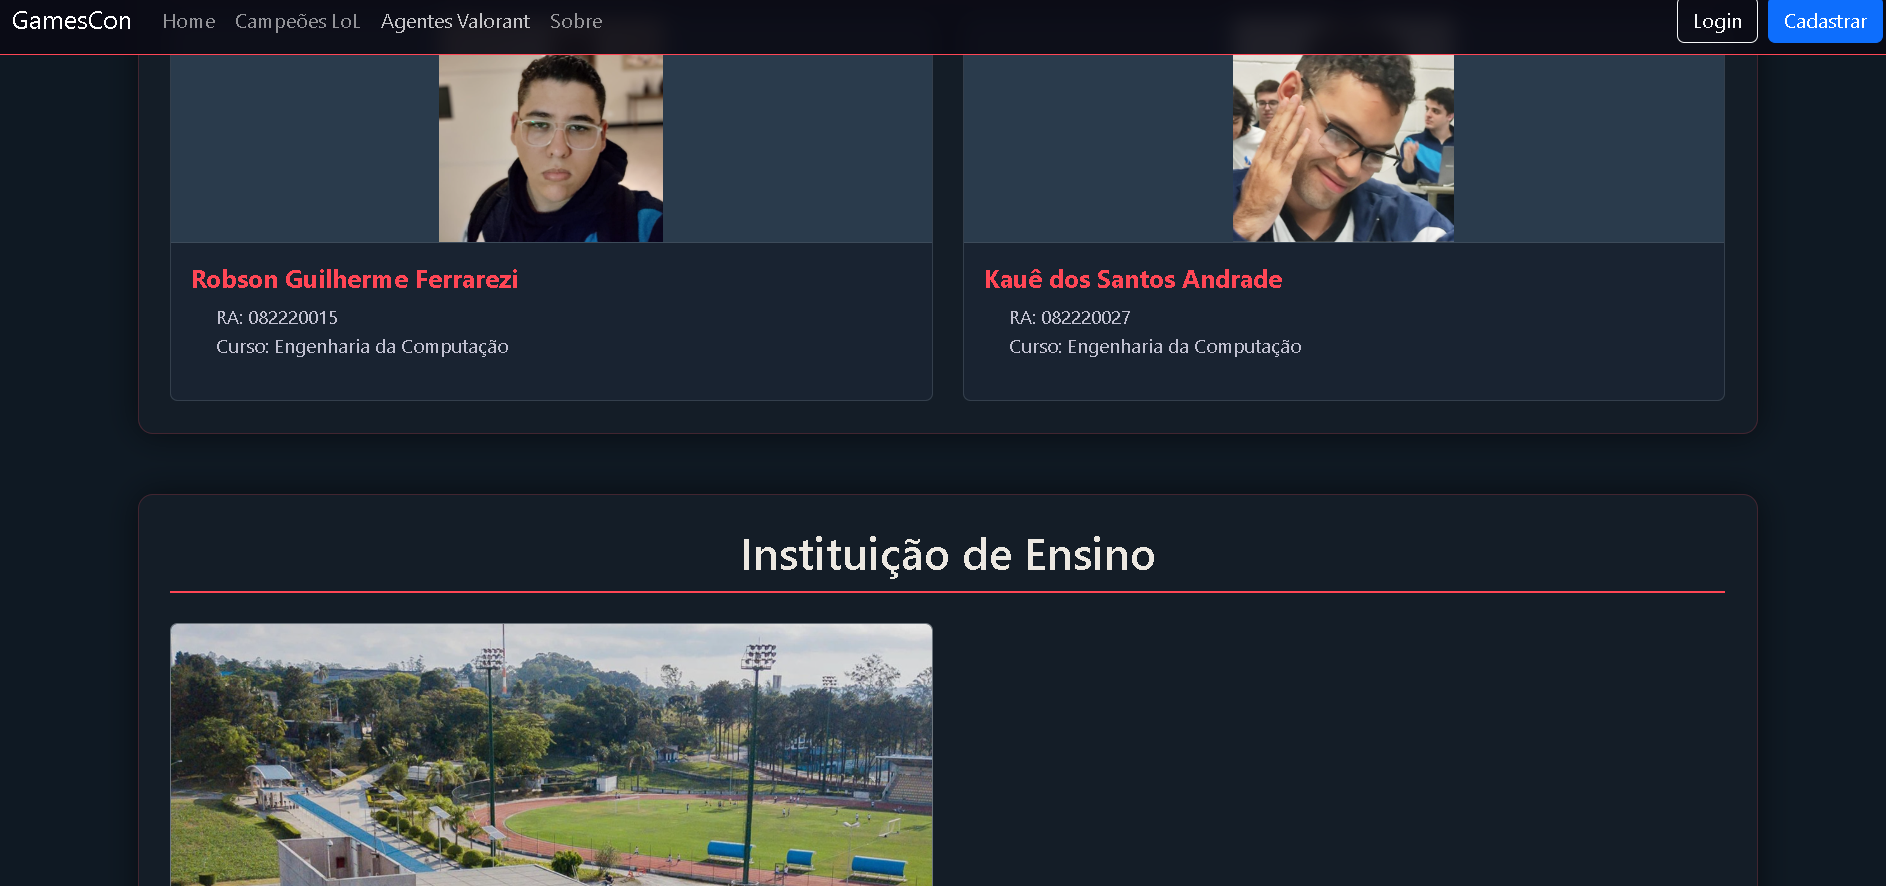 GamesCon Home Campeões LoL Agentes Valorant Sobre Login Cadastrar
Robson Guilherme Ferrarezi
RA: 082220015
Curso: Engenharia da Computação
Kauê dos Santos Andrade
RA: 082220027
Curso: Engenharia da Computação
Instituição de Ensino